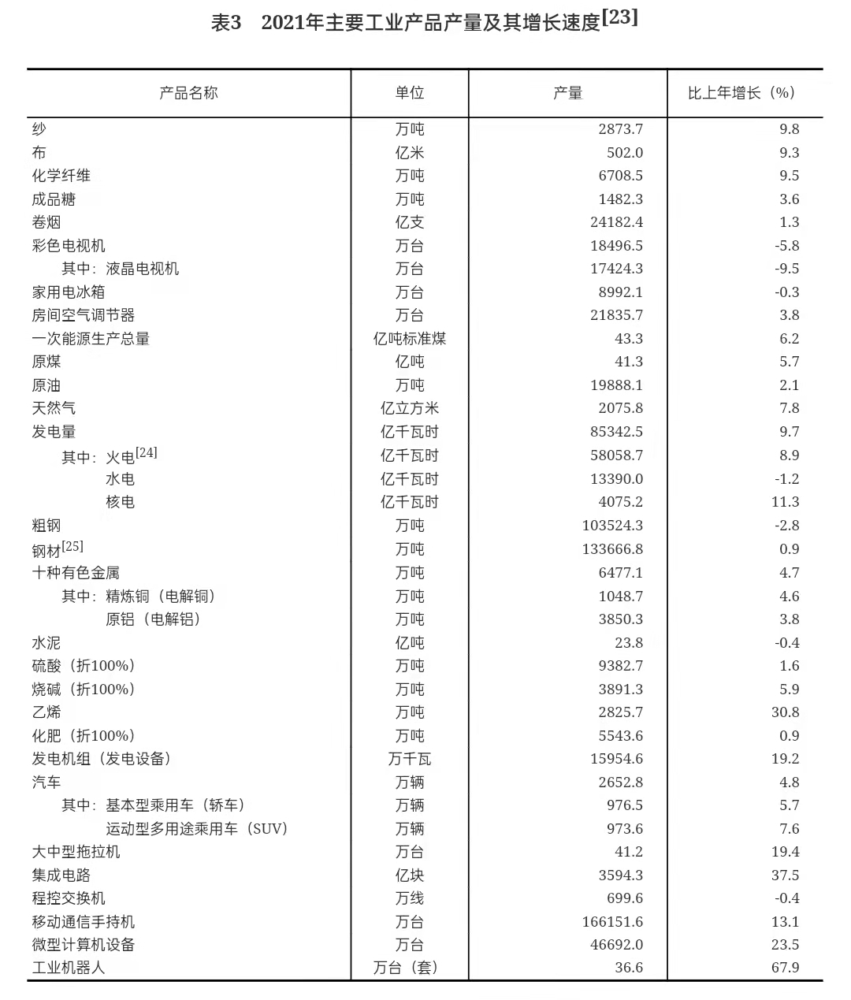 表3 2021年主要工业产品产量及其增长速度[23]
产品名称 单位 产量 比上年增长（%）
纱 万吨 2873.7 9.8
布 亿米 502.0 9.3
化学纤维 万吨 6708.5 9.5
成品糖 万吨 1482.3 3.6
卷烟 亿支 24182.4 1.3
彩色电视机 万台 18496.5 -5.8
其中：液晶电视机 万台 17424.3 -9.5
家用电冰箱 万台 8992.1 -0.3
房间空气调节器 万台 21835.7 3.8
一次能源生产总量 亿吨标准煤 43.3 6.2
原煤 亿吨 41.3 5.7
原油 万吨 19888.1 2.1
天然气 亿立方米 2075.8 7.8
发电量 亿千瓦时 85342.5 9.7
其中：火电[24] 亿千瓦时 58058.7 8.9
水电 亿千瓦时 13390.0 -1.2
核电 亿千瓦时 4075.2 11.3
粗钢 万吨 103524.3 -2.8
钢材[25] 万吨 133666.8 0.9
十种有色金属 万吨 6477.1 4.7
其中：精炼铜（电解铜） 万吨 1048.7 4.6
原铝（电解铝） 万吨 3850.3 3.8
水泥 亿吨 23.8 -0.4
硫酸（折100%） 万吨 9382.7 1.6
烧碱（折100%） 万吨 3891.3 5.9
乙烯 万吨 2825.7 30.8
化肥（折100%） 万吨 5543.6 0.9
发电机组（发电设备） 万千瓦 15954.6 19.2
汽车 万辆 2652.8 4.8
其中：基本型乘用车（轿车） 万辆 976.5 5.7
运动型多用途乘用车（SUV） 万辆 973.6 7.6
大中型拖拉机 万台 41.2 19.4
集成电路 亿块 3594.3 37.5
程控交换机 万线 699.6 -0.4
移动通信手持机 万台 166151.6 13.1
微型计算机设备 万台 46692.0 23.5
工业机器人 万台（套） 36.6 67.9